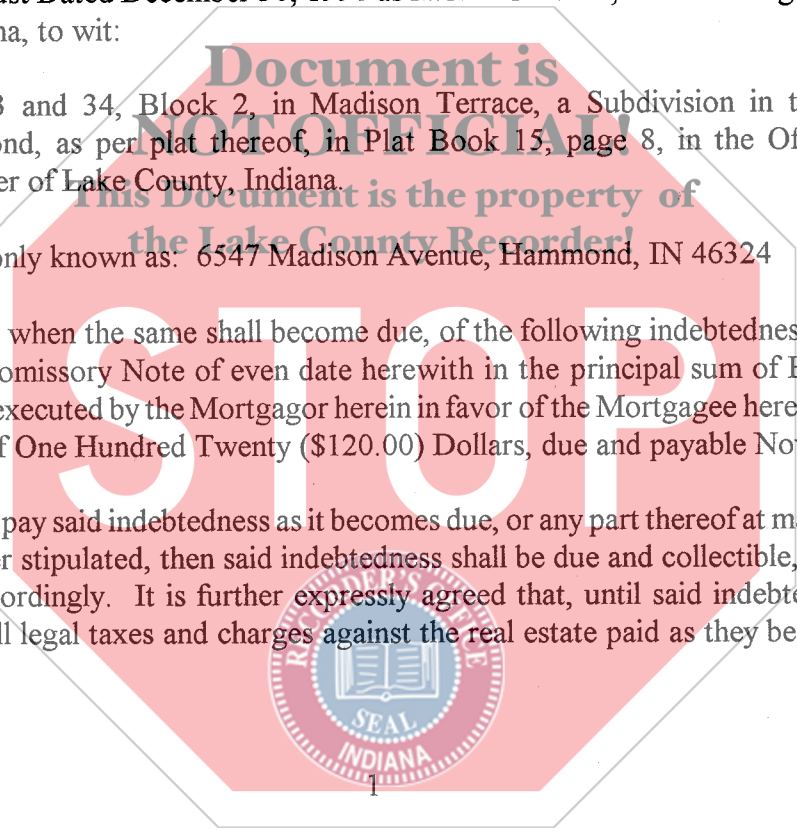 Dated December
na, to wit:
Document is
3 and 34, Block 2, in Madison Terrace, a Subdivision in t
NOT OFFICIAL!
ond, as per plat thereof, in Plat Book 15, page 8, in the Of
er of Lake County, Indiana.
This Document is the property of
the Lake County Recorder!
only known as: 6547 Madison Avenue, Hammond, IN 46324
STOP
when the same shall become due, of the following indebtednes
omissory Note of even date herewith in the principal sum of
executed by the Mortgagor herein in favor of the Mortgagee here
f One Hundred Twenty ($120.00) Dollars, due and payable No
pay said indebtedness as it becomes due, or any part thereof at m
er stipulated, then said indebtedness shall be due and collectible,
ordingly. It is further expressly agreed that, until said indebte
ll legal taxes and charges against the real estate paid as they be
RECORDER'S OFFICE
SEAL
INDIANA
1